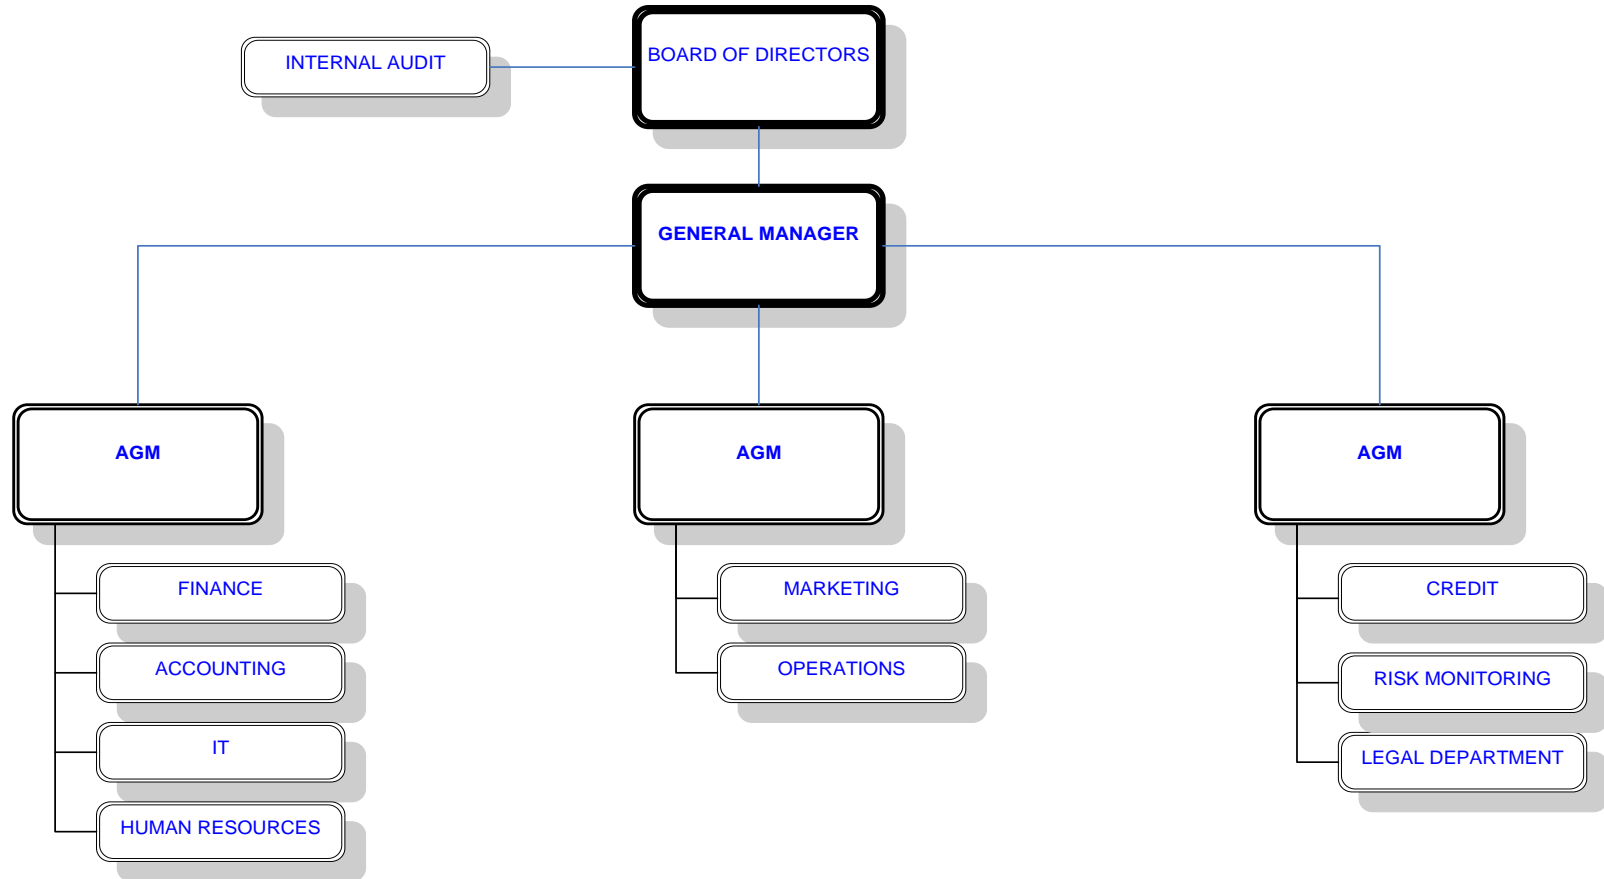 INTERNAL AUDIT
BOARD OF DIRECTORS
GENERAL MANAGER
AGM
AGM
AGM
FINANCE
ACCOUNTING
IT
HUMAN RESOURCES
MARKETING
OPERATIONS
CREDIT
RISK MONITORING
LEGAL DEPARTMENT